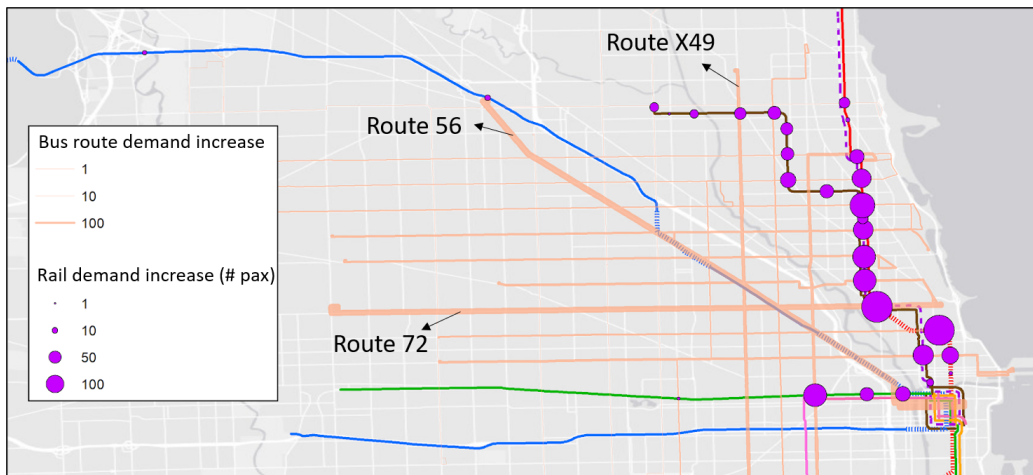 Route X49
Route 56
Bus route demand increase
1
10
100
Rail demand increase (# pax)
1
10
50
100
Route 72